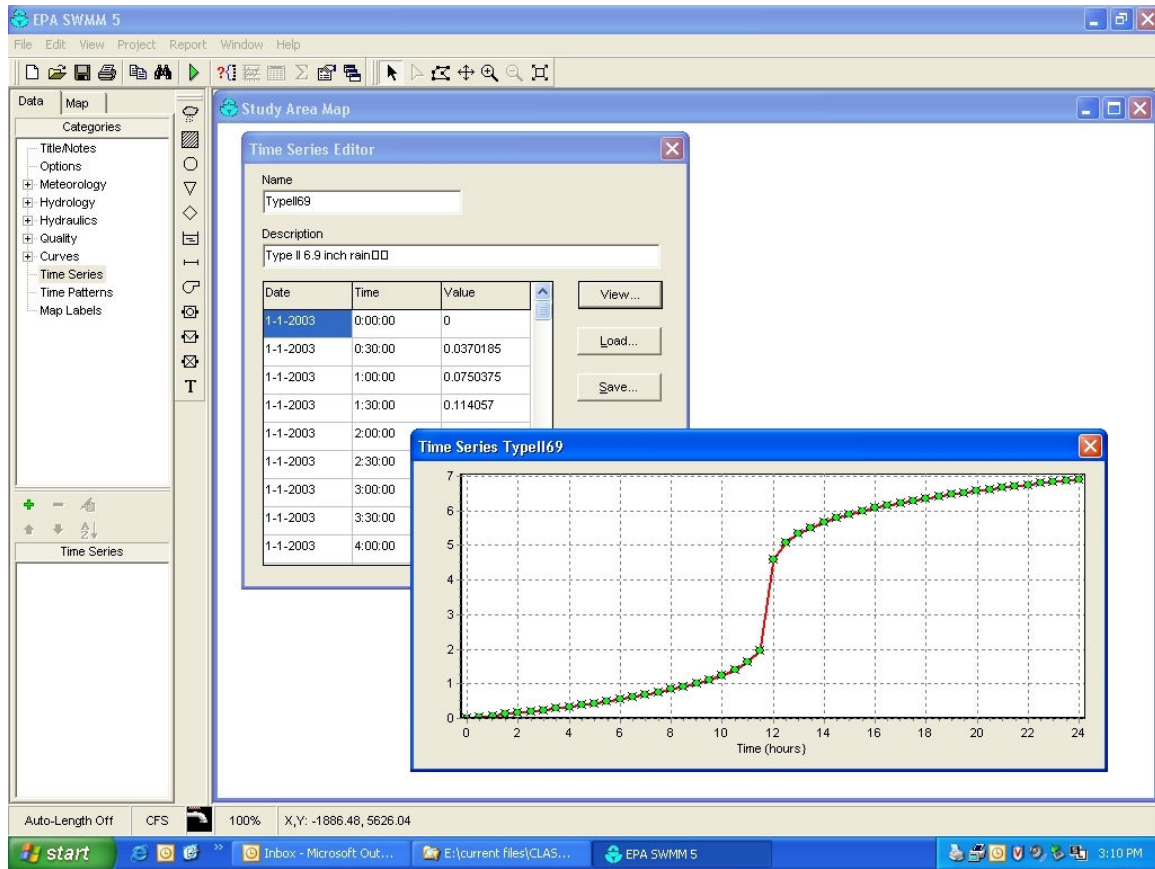 EPA SWMM 5
File Edit View Project Report Window Help
Data Map
Categories
Title/Notes
Options
Meteorology
Hydrology
Hydraulics
Quality
Curves
Time Series
Time Patterns
Map Labels
Time Series
T
Study Area Map
Time Series Editor
Name
TypeII69
Description
Type II 6.9 inch rain
Date Time Value
1-1-2003 0:00:00 0
1-1-2003 0:30:00 0.0370185
1-1-2003 1:00:00 0.0750375
1-1-2003 1:30:00 0.114057
1-1-2003 2:00:00
1-1-2003 2:30:00
1-1-2003 3:00:00
1-1-2003 3:30:00
1-1-2003 4:00:00
View...
Load...
Save...
Time Series TypeII69
7
6
5
4
3
2
1
0
0 2 4 6 8 10 12 14 16 18 20 22 24
Time (hours)
Auto-Length Off CFS 100% X,Y: -1886.48, 5626.04
start Inbox - Microsoft Out... E:\current files\CLAS... EPA SWMM 5 3:10 PM